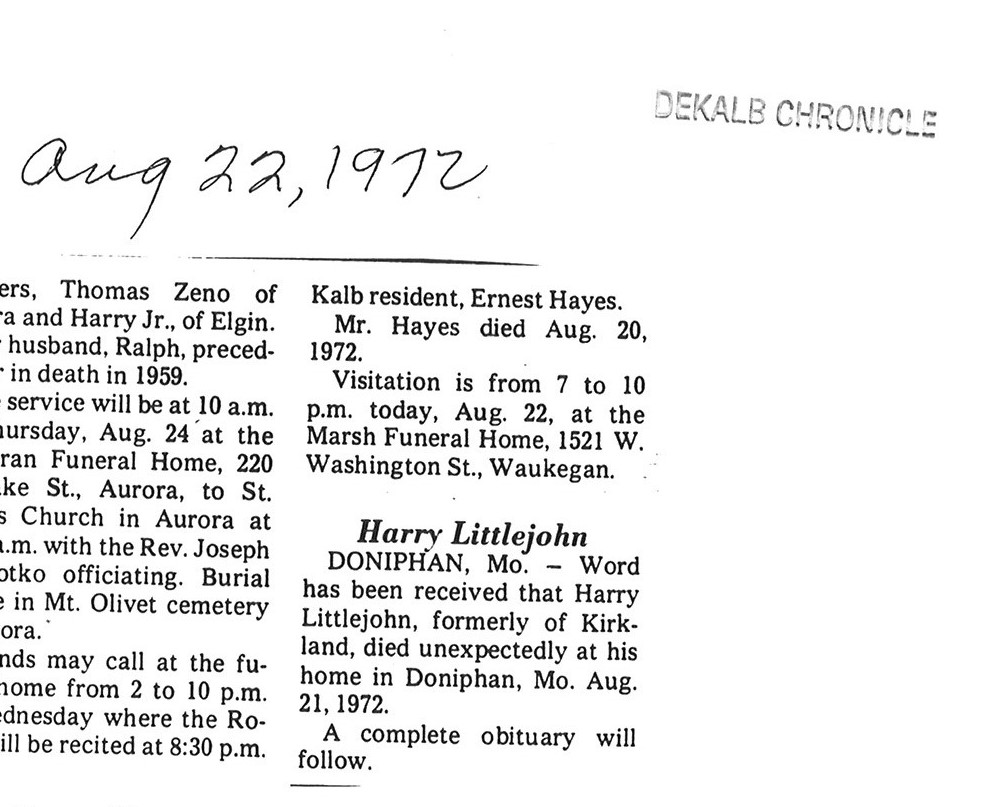 DEKALB CHRONICLE
Aug 22, 1972
ers, Thomas Zeno of
ra and Harry Jr., of Elgin.
r husband, Ralph, preced-
r in death in 1959.
e service will be at 10 a.m.
hursday, Aug. 24 at the
ran Funeral Home, 220
ke St., Aurora, to St.
s Church in Aurora at
a.m. with the Rev. Joseph
otko officiating. Burial
e in Mt. Olivet cemetery
ora.
nds may call at the fu-
home from 2 to 10 p.m.
ednesday where the Ro-
ill be recited at 8:30 p.m.
Kalb resident, Ernest Hayes.
Mr. Hayes died Aug. 20,
1972.
Visitation is from 7 to 10
p.m. today, Aug. 22, at the
Marsh Funeral Home, 1521 W.
Washington St., Waukegan.
Harry Littlejohn
DONIPHAN, Mo. – Word
has been received that Harry
Littlejohn, formerly of Kirk-
land, died unexpectedly at his
home in Doniphan, Mo. Aug.
21, 1972.
A complete obituary will
follow.